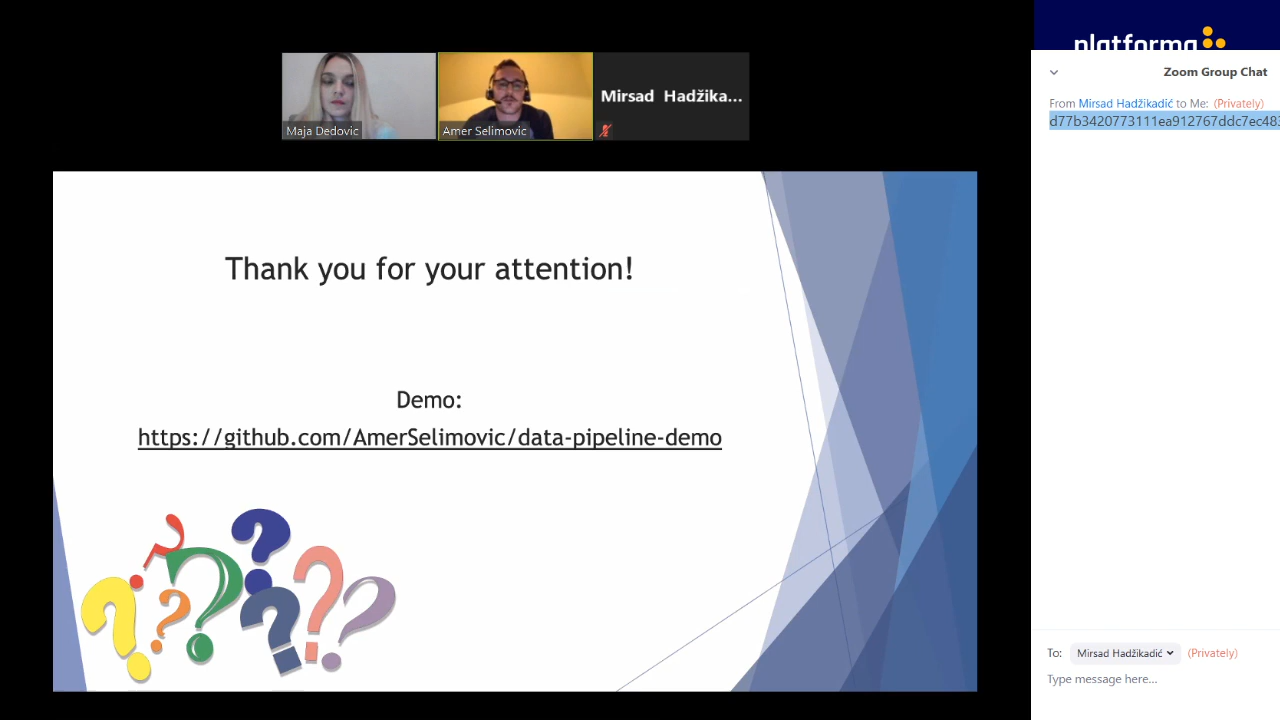 Maja Dedovic
Amer Selimovic
Mirsad Hadžika...
Thank you for your attention!
Demo:
https://github.com/AmerSelimovic/data-pipeline-demo
platforma
Zoom Group Chat
From Mirsad Hadžikadić to Me: (Privately)
d77b3420773111ea912767ddc7ec483
To: Mirsad Hadžikadić (Privately)
Type message here...